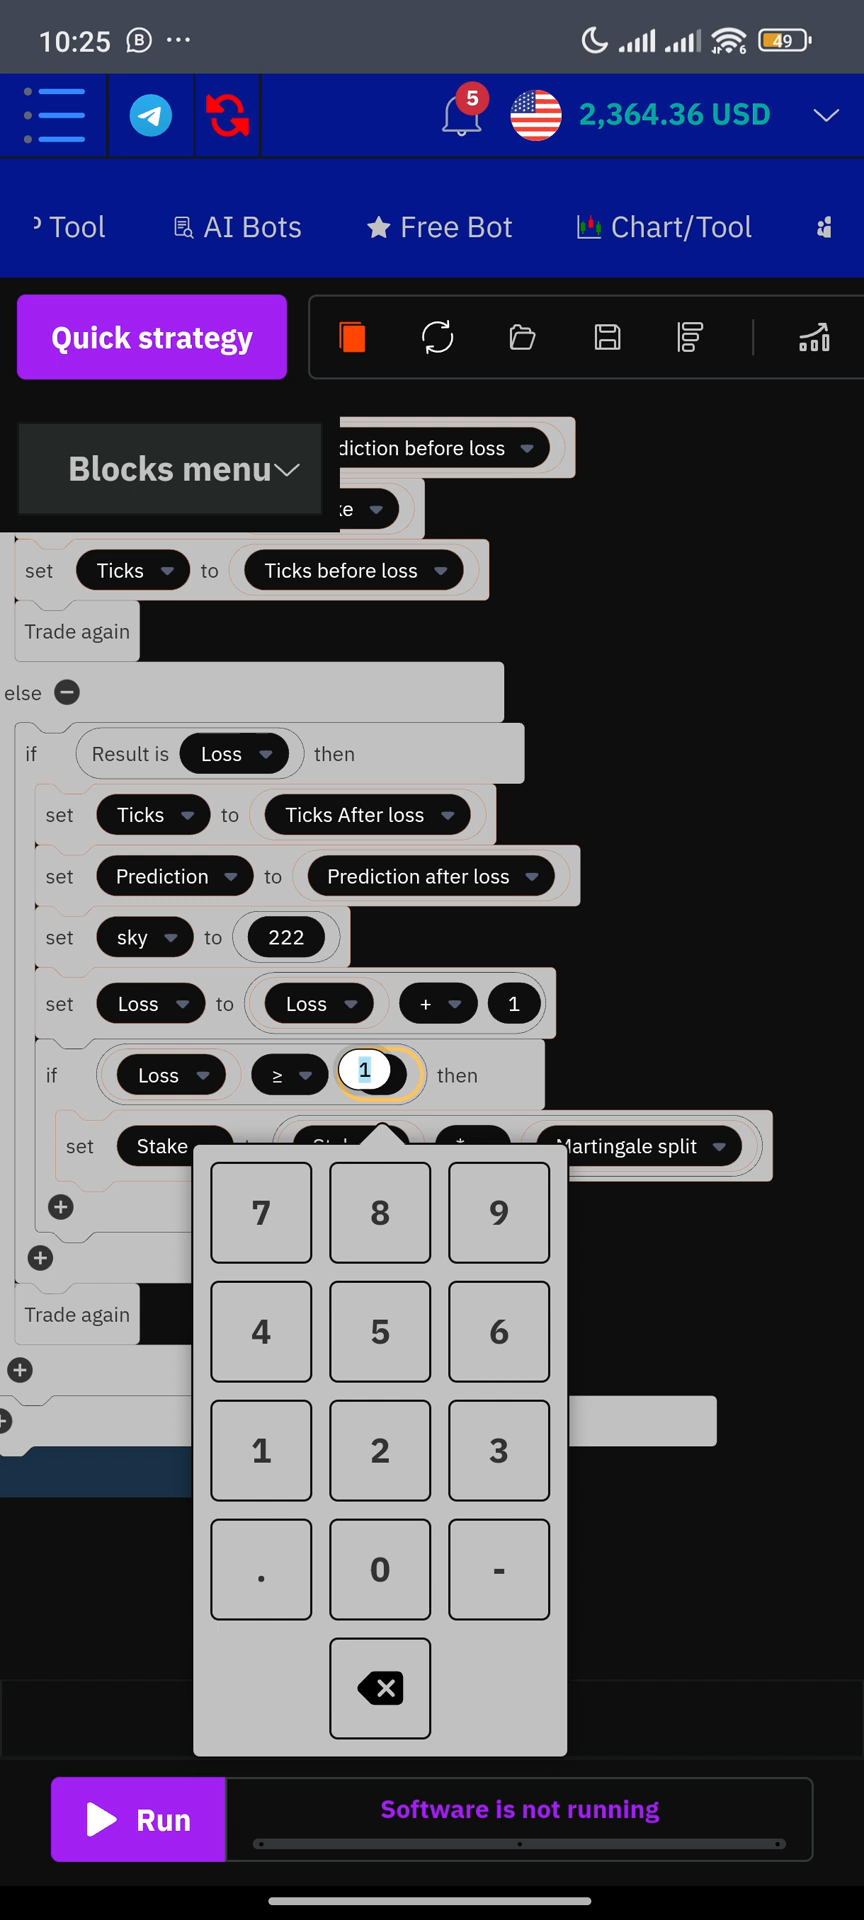 10:25
49
5
2,364.36 USD
Tool
AI Bots
Free Bot
Chart/Tool
Quick strategy
Blocks menu
diction before loss
ke
set Ticks to Ticks before loss
Trade again
else
if Result is Loss then
set Ticks to Ticks After loss
set Prediction to Prediction after loss
set sky to 222
set Loss to Loss + 1
if Loss ≥ 1 then
set Stake Martingale split
7 8 9
4 5 6
1 2 3
. 0 -
Trade again
Run
Software is not running